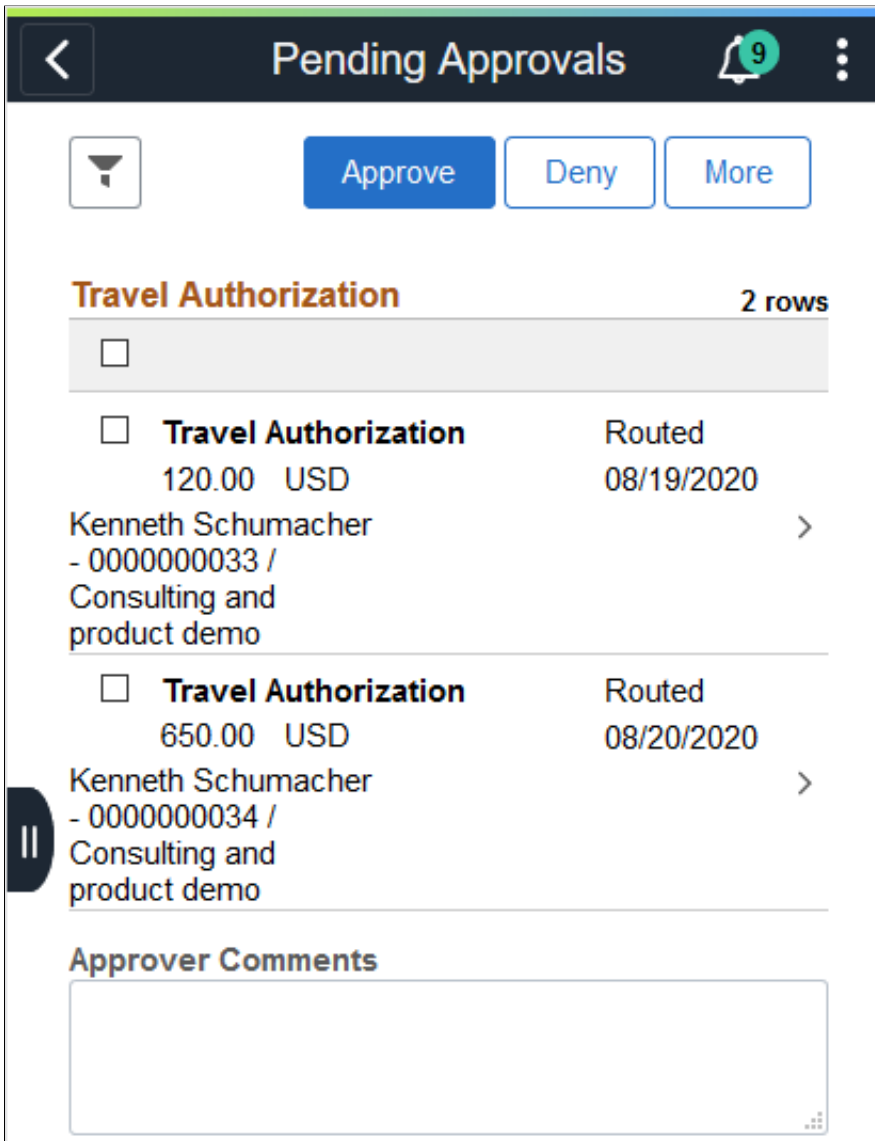 Pending Approvals 9
Approve Deny More
Travel Authorization 2 rows
Travel Authorization Routed
120.00 USD 08/19/2020
Kenneth Schumacher
- 0000000033 /
Consulting and
product demo
Travel Authorization Routed
650.00 USD 08/20/2020
Kenneth Schumacher
- 0000000034 /
Consulting and
product demo
Approver Comments